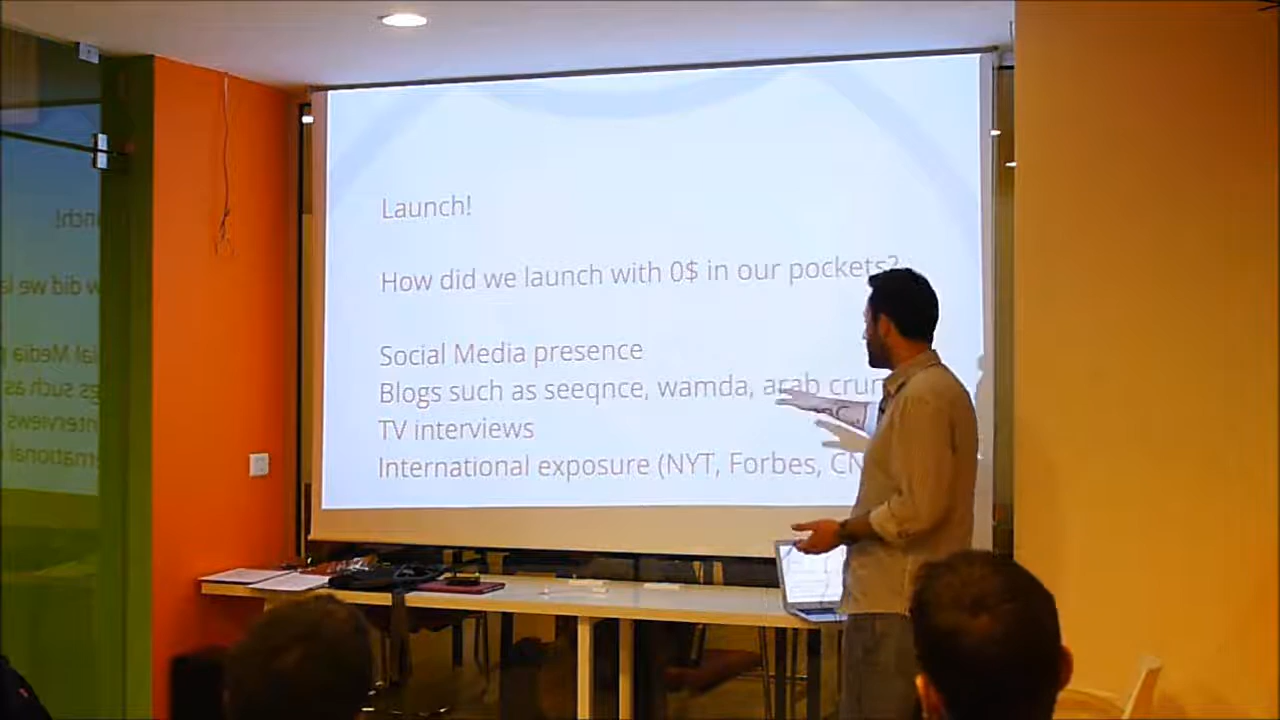 Launch!
How did we launch with 0$ in our pockets?
Social Media presence
Blogs such as seeqnce, wamda, arab
TV interviews
International exposure (NYT, Forbes,